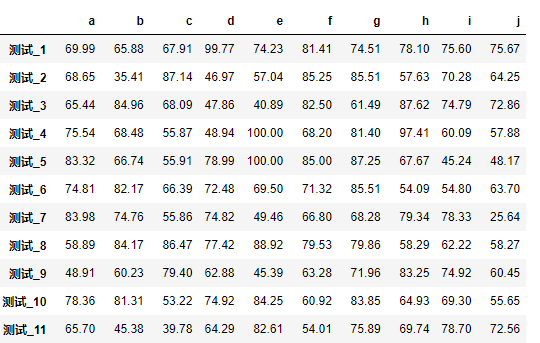 a b c d e f g h i j
测试_1 69.99 65.88 67.91 99.77 74.23 81.41 74.51 78.10 75.60 75.67
测试_2 68.65 35.41 87.14 46.97 57.04 85.25 85.51 57.63 70.28 64.25
测试_3 65.44 84.96 68.09 47.86 40.89 82.50 61.49 87.62 74.79 72.86
测试_4 75.54 68.48 55.87 48.94 100.00 68.20 81.40 97.41 60.09 57.88
测试_5 83.32 66.74 55.91 78.99 100.00 85.00 87.25 67.67 45.24 48.17
测试_6 74.81 82.17 66.39 72.48 69.50 71.32 85.51 54.09 54.80 63.70
测试_7 83.98 74.76 55.86 74.82 49.46 66.80 68.28 79.34 78.33 25.64
测试_8 58.89 84.17 86.47 77.42 88.92 79.53 79.86 58.29 62.22 58.27
测试_9 48.91 60.23 79.40 62.88 45.39 63.28 71.96 83.25 74.92 60.45
测试_10 78.36 81.31 53.22 74.92 84.25 60.92 83.85 64.93 69.30 55.65
测试_11 65.70 45.38 39.78 64.29 82.61 54.01 75.89 69.74 78.70 72.56